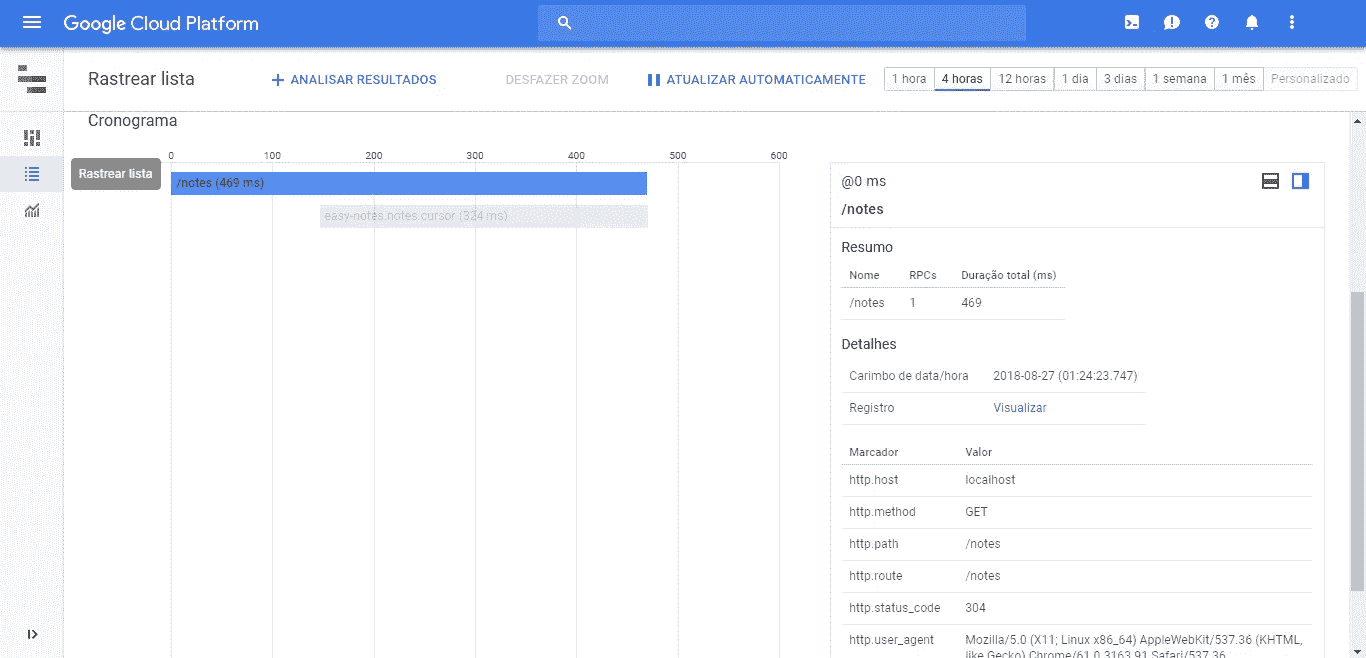 Google Cloud Platform
Rastrear lista
ANALISAR RESULTADOS
DESFAZER ZOOM
ATUALIZAR AUTOMATICAMENTE
1 hora
4 horas
12 horas
1 dia
3 dias
1 semana
1 mês
Personalizado
Cronograma
0 100 200 300 400 500 600
Rastrear lista
/notes (469 ms)
easy-notes.notes.cursor (324 ms)
@0 ms
/notes
Resumo
Nome RPCs Duração total (ms)
/notes 1 469
Detalhes
Carimbo de data/hora 2018-08-27 (01:24:23.747)
Registro Visualizar
Marcador Valor
http.host localhost
http.method GET
http.path /notes
http.route /notes
http.status_code 304
http.user_agent Mozilla/5.0 (X11; Linux x86_64) AppleWebKit/537.36 (KHTML,
like Gecko) Chrome/61.0.3163.91 Safari/537.36